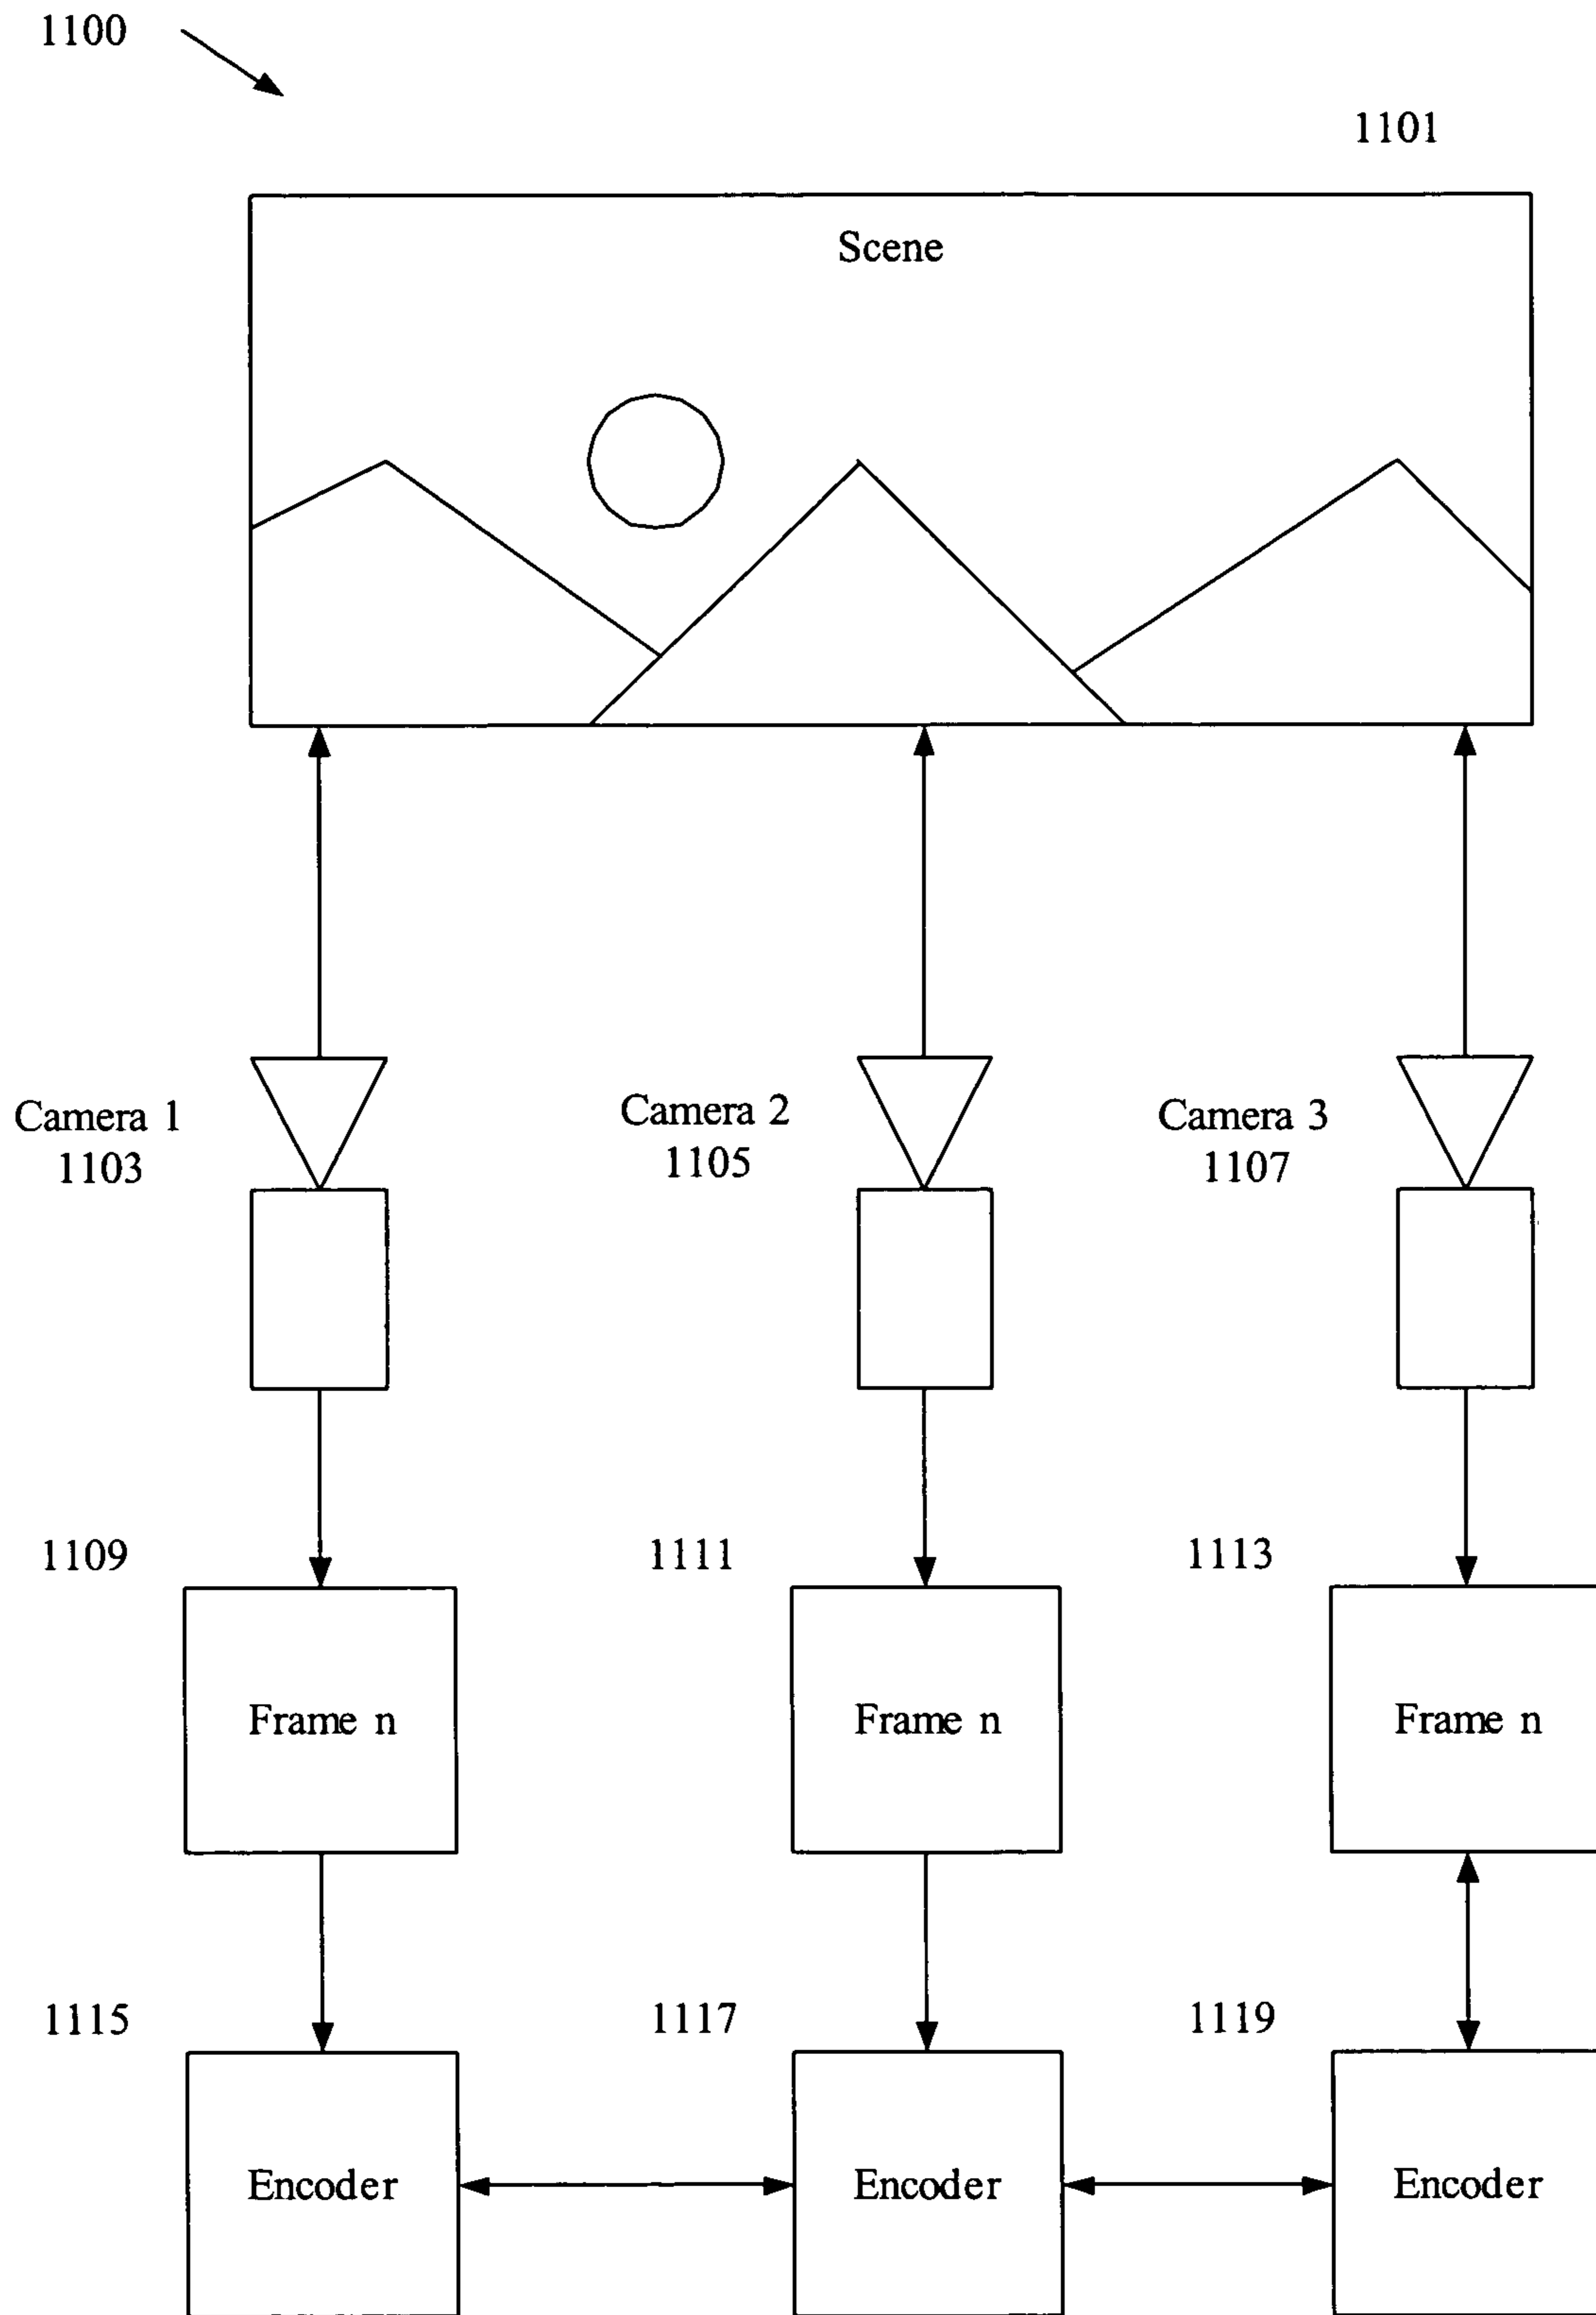 1100
1101
Scene
Camera 1
1103
Camera 2
1105
Camera 3
1107
1109
1111
1113
Frame n
Frame n
Frame n
1115
1117
1119
Encoder
Encoder
Encoder